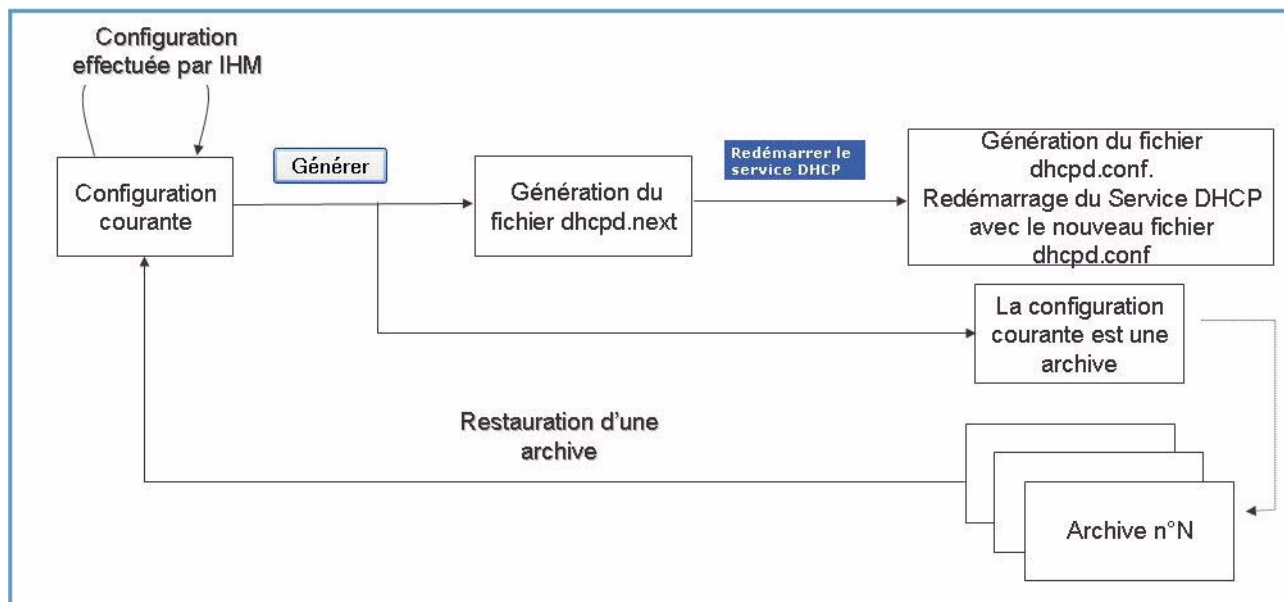 Configuration
effectuée par IHM
Configuration
courante
Générer
Génération du
fichier dhcpd.next
Redémarrer le
service DHCP
Génération du fichier
dhcpd.conf.
Redémarrage du Service DHCP
avec le nouveau fichier
dhcpd.conf
La configuration
courante est une
archive
Restauration d'une
archive
Archive n°N